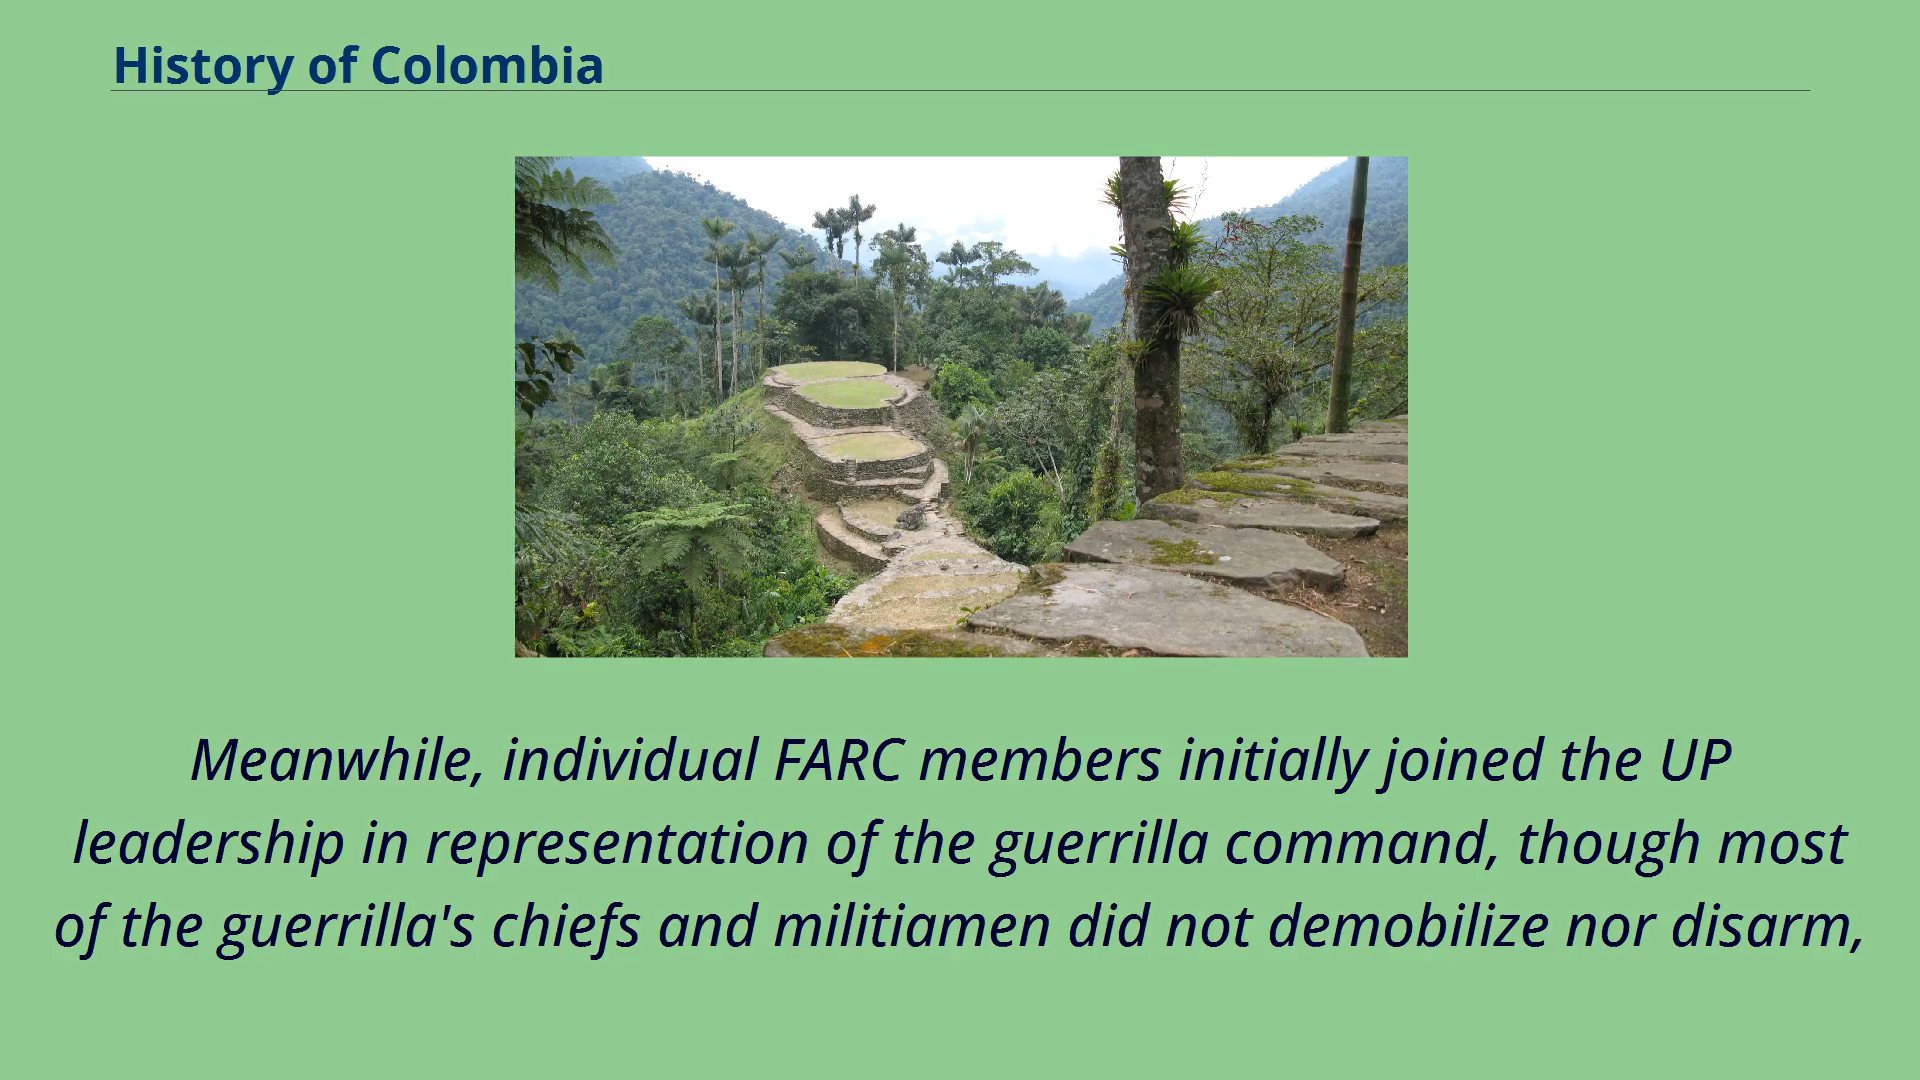 History of Colombia
Meanwhile, individual FARC members initially joined the UP
leadership in representation of the guerrilla command, though most
of the guerrilla's chiefs and militiamen did not demobilize nor disarm,